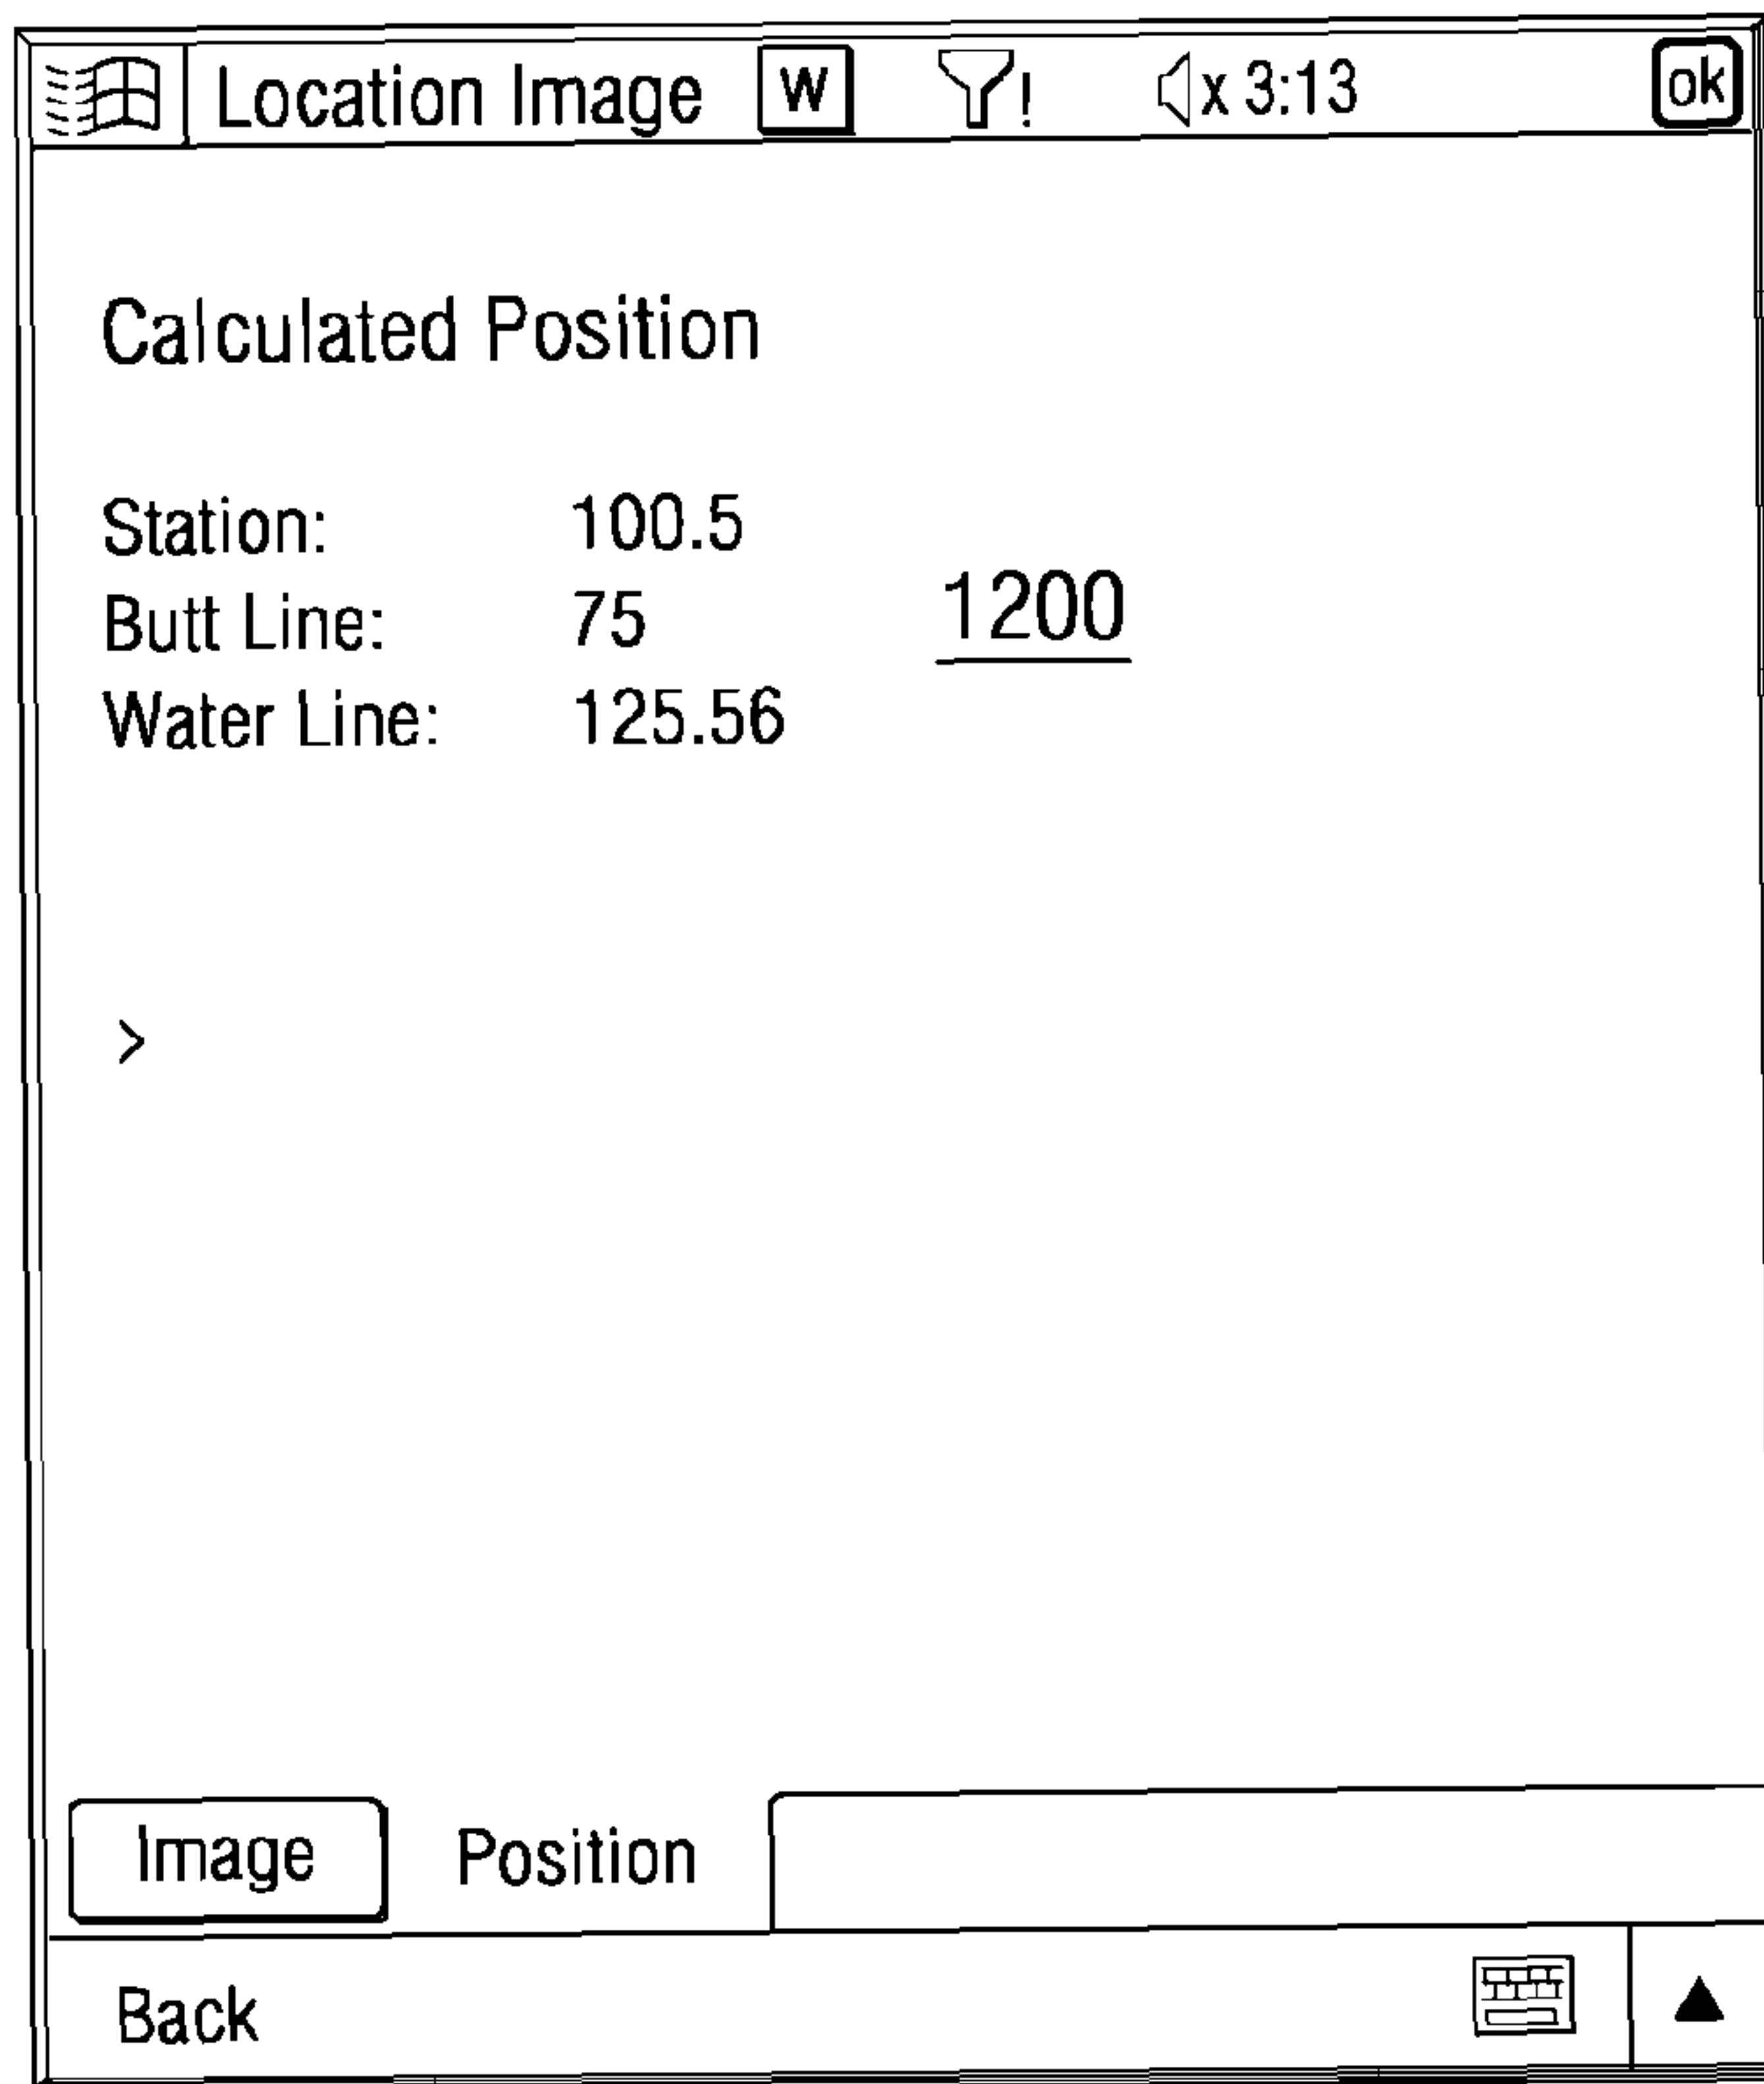 Location Image W ! x 3:13 ok
Calculated Position
Station: 100.5
Butt Line: 75 1200
Water Line: 125.56
>
Image Position
Back